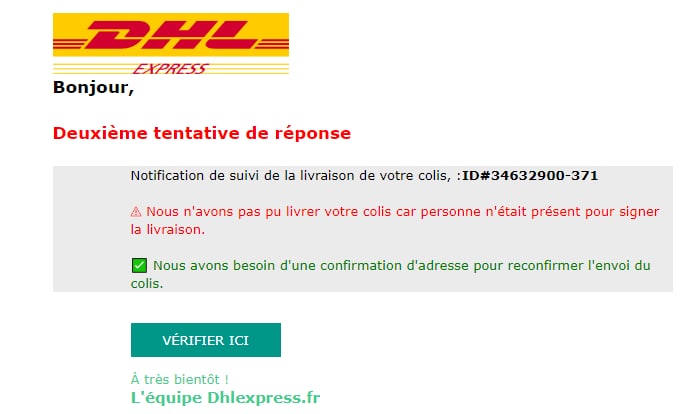 DHL
EXPRESS
Bonjour,
Deuxième tentative de réponse
Notification de suivi de la livraison de votre colis, :ID#34632900-371
⚠ Nous n'avons pas pu livrer votre colis car personne n'était présent pour signer
la livraison.
✅ Nous avons besoin d'une confirmation d'adresse pour reconfirmer l'envoi du
colis.
VÉRIFIER ICI
À très bientôt !
L'équipe Dhlexpress.fr